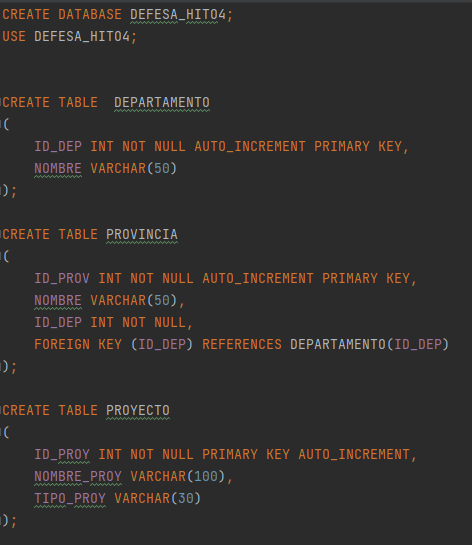 CREATE DATABASE DEFESA_HITO4;
USE DEFESA_HITO4;
CREATE TABLE  DEPARTAMENTO
(
    ID_DEP INT NOT NULL AUTO_INCREMENT PRIMARY KEY,
    NOMBRE VARCHAR(50)
);
CREATE TABLE PROVINCIA
(
    ID_PROV INT NOT NULL AUTO_INCREMENT PRIMARY KEY,
    NOMBRE VARCHAR(50),
    ID_DEP INT NOT NULL,
    FOREIGN KEY (ID_DEP) REFERENCES DEPARTAMENTO(ID_DEP)
);
CREATE TABLE PROYECTO
(
    ID_PROY INT NOT NULL PRIMARY KEY AUTO_INCREMENT,
    NOMBRE_PROY VARCHAR(100),
    TIPO_PROY VARCHAR(30)
);